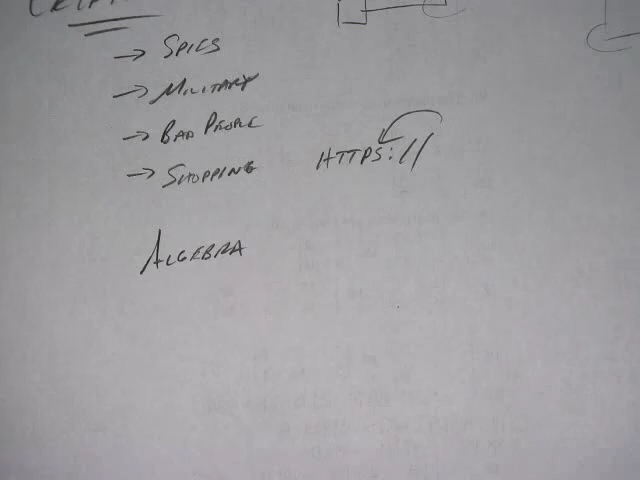 → SPIES
→ MILITARY
→ BAD PEOPLE
→ SHOPPING
HTTPS://
ALGEBRA